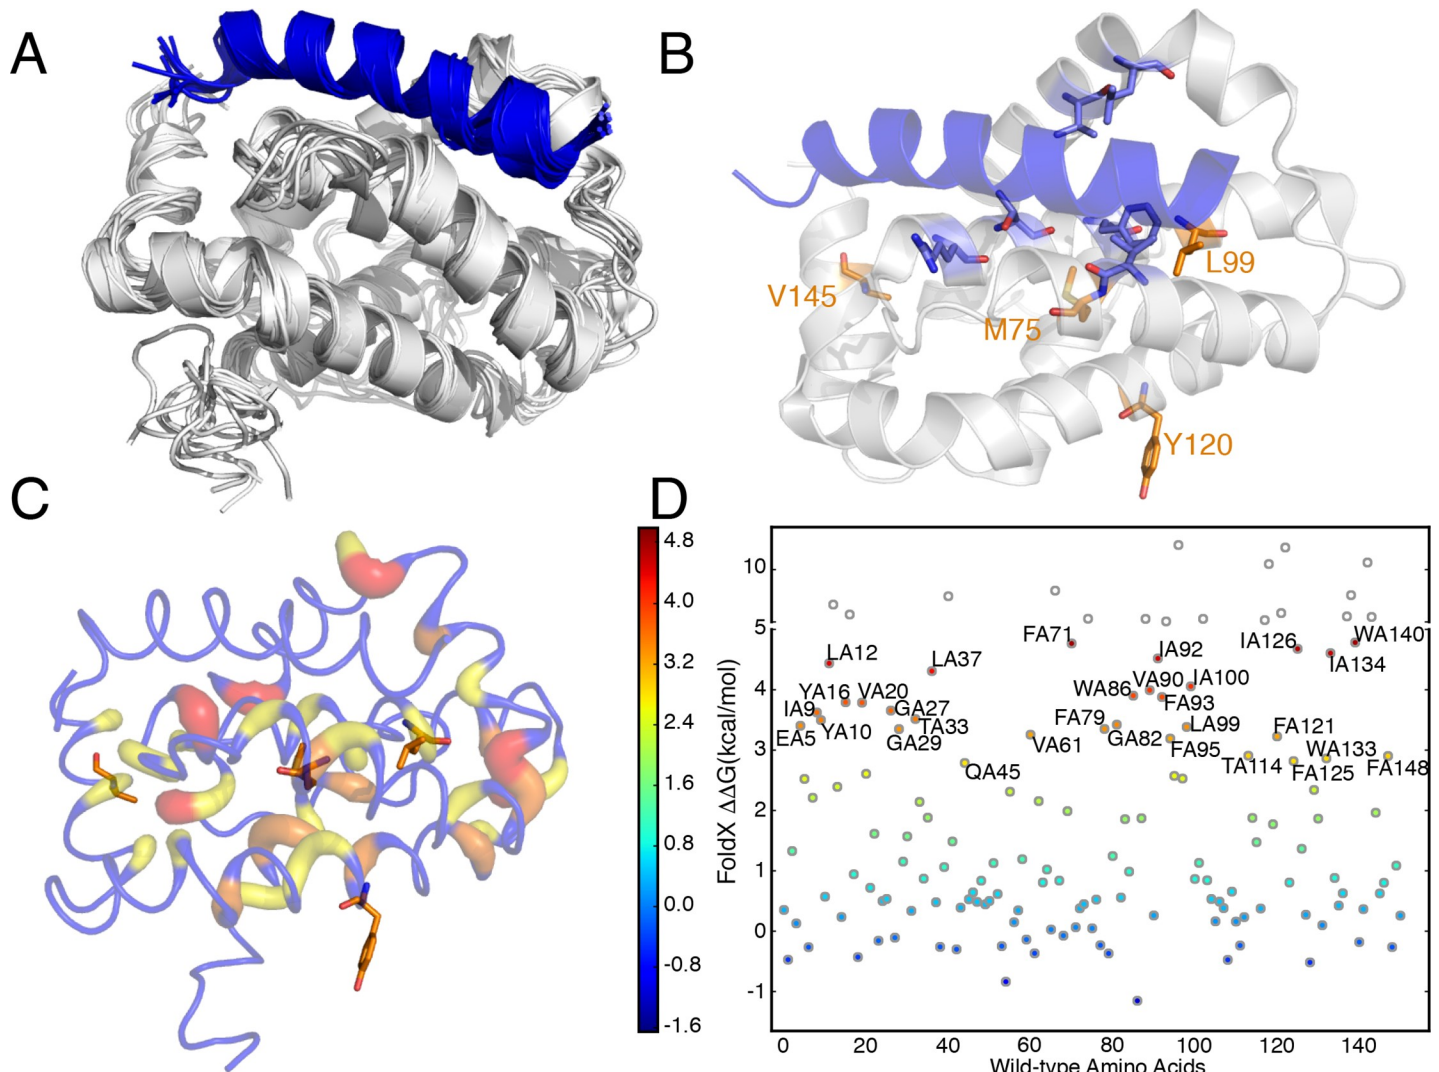 A
B
L99
V145
M75
Y120
C
D
4.8
4.0
3.2
2.4
1.6
0.8
0.0
-0.8
-1.6
FoldX ΔΔG(kcal/mol)
10
5
4
3
2
1
0
-1
FA71
IA126
WA140
LA12
LA37
IA92
IA134
YA16
VA20
WA86
VA90
IA100
IA9
GA27
FA93
EA5
YA10
TA33
FA79
LA99
FA121
GA29
VA61
GA82
FA95
WA133
QA45
TA114
FA125
FA148
0
20
40
60
80
100
120
140
Wild-type Amino Acids